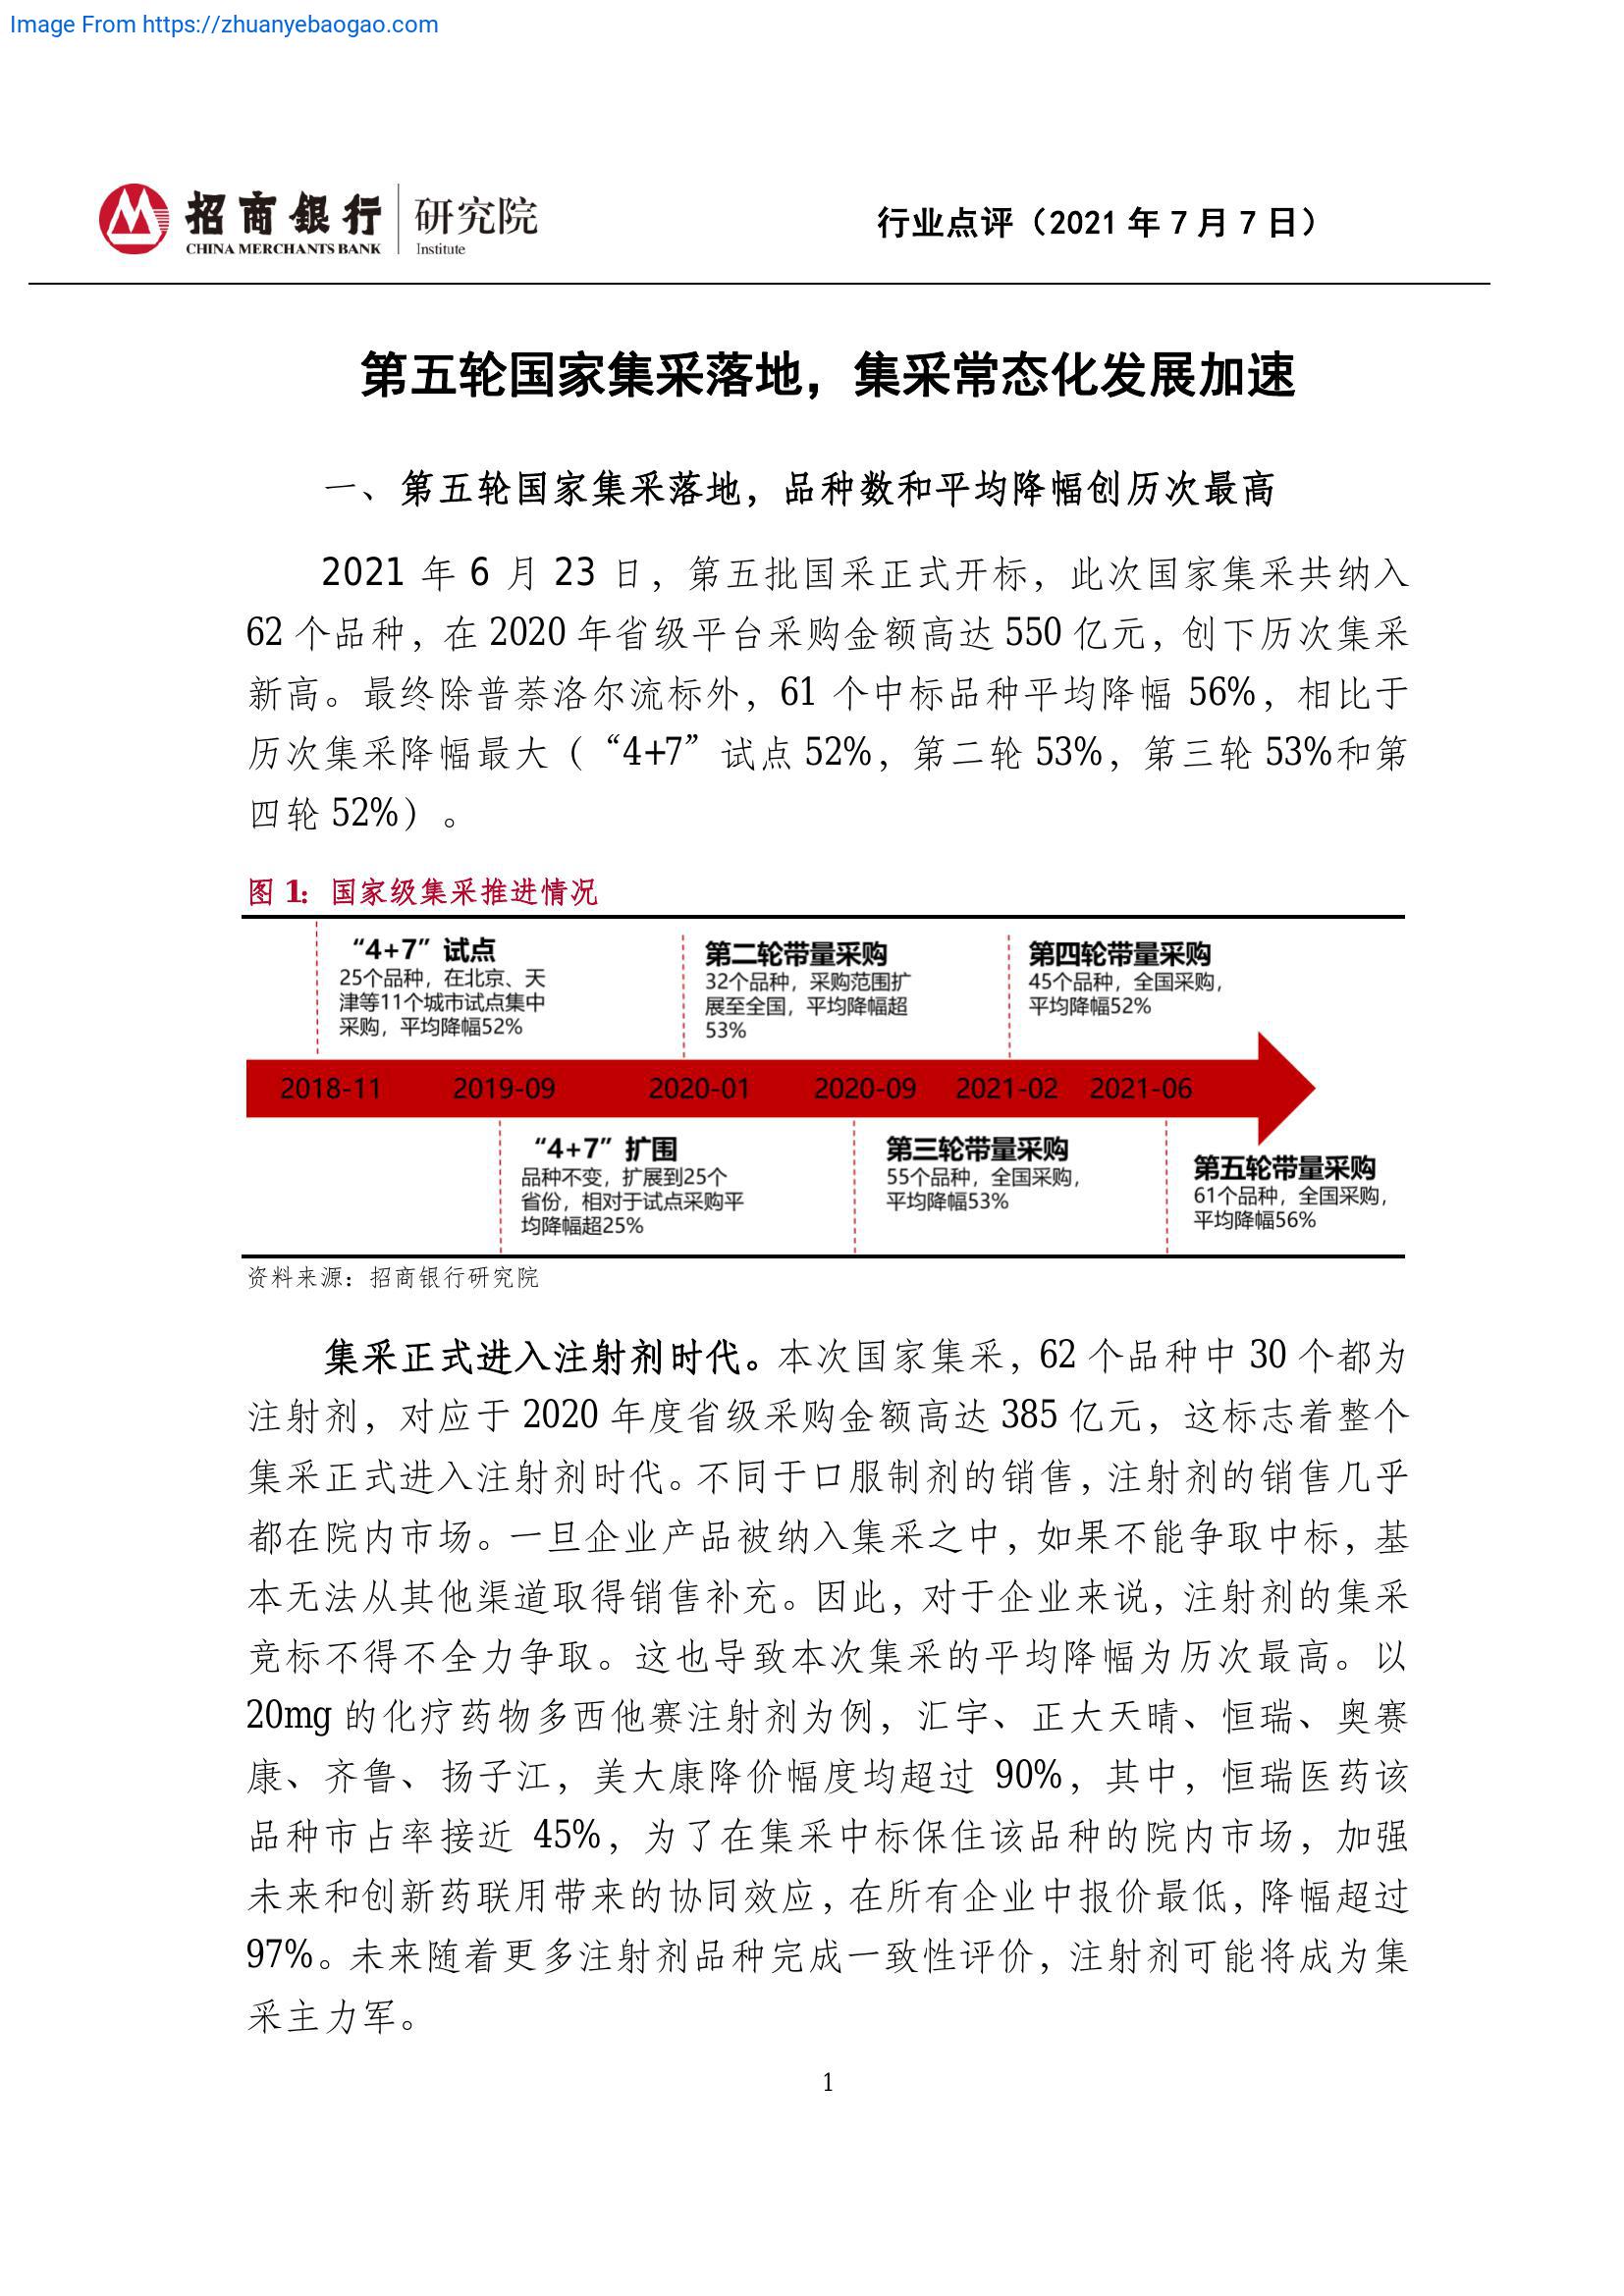 Image From https://zhuanyebaogao.com
招商银行 研究院
CHINA MERCHANTS BANK Institute
行业点评（2021 年 7 月 7 日）
第五轮国家集采落地，集采常态化发展加速
一、第五轮国家集采落地，品种数和平均降幅创历次最高
2021 年 6 月 23 日，第五批国采正式开标，此次国家集采共纳入
62 个品种，在 2020 年省级平台采购金额高达 550 亿元，创下历次集采
新高。最终除普萘洛尔流标外，61 个中标品种平均降幅 56%，相比于
历次集采降幅最大（“4+7”试点 52%，第二轮 53%，第三轮 53%和第
四轮 52%）。
图 1： 国家级集采推进情况
“4+7”试点
25个品种，在北京、天
津等11个城市试点集中
采购，平均降幅52%
第二轮带量采购
32个品种，采购范围扩
展至全国，平均降幅超
53%
第四轮带量采购
45个品种，全国采购，
平均降幅52%
2018-11 2019-09 2020-01 2020-09 2021-02 2021-06
“4+7”扩围
品种不变，扩展到25个
省份，相对于试点采购平
均降幅超25%
第三轮带量采购
55个品种，全国采购，
平均降幅53%
第五轮带量采购
61个品种，全国采购，
平均降幅56%
资料来源：招商银行研究院
集采正式进入注射剂时代。本次国家集采，62 个品种中 30 个都为
注射剂，对应于 2020 年度省级采购金额高达 385 亿元，这标志着整个
集采正式进入注射剂时代。不同于口服制剂的销售，注射剂的销售几乎
都在院内市场。一旦企业产品被纳入集采之中，如果不能争取中标，基
本无法从其他渠道取得销售补充。因此，对于企业来说，注射剂的集采
竞标不得不全力争取。这也导致本次集采的平均降幅为历次最高。以
20mg 的化疗药物多西他赛注射剂为例，汇宇、正大天晴、恒瑞、奥赛
康、齐鲁、扬子江，美大康降价幅度均超过 90%，其中，恒瑞医药该
品种市占率接近 45%，为了在集采中标保住该品种的院内市场，加强
未来和创新药联用带来的协同效应，在所有企业中报价最低，降幅超过
97%。未来随着更多注射剂品种完成一致性评价，注射剂可能将成为集
采主力军。
1